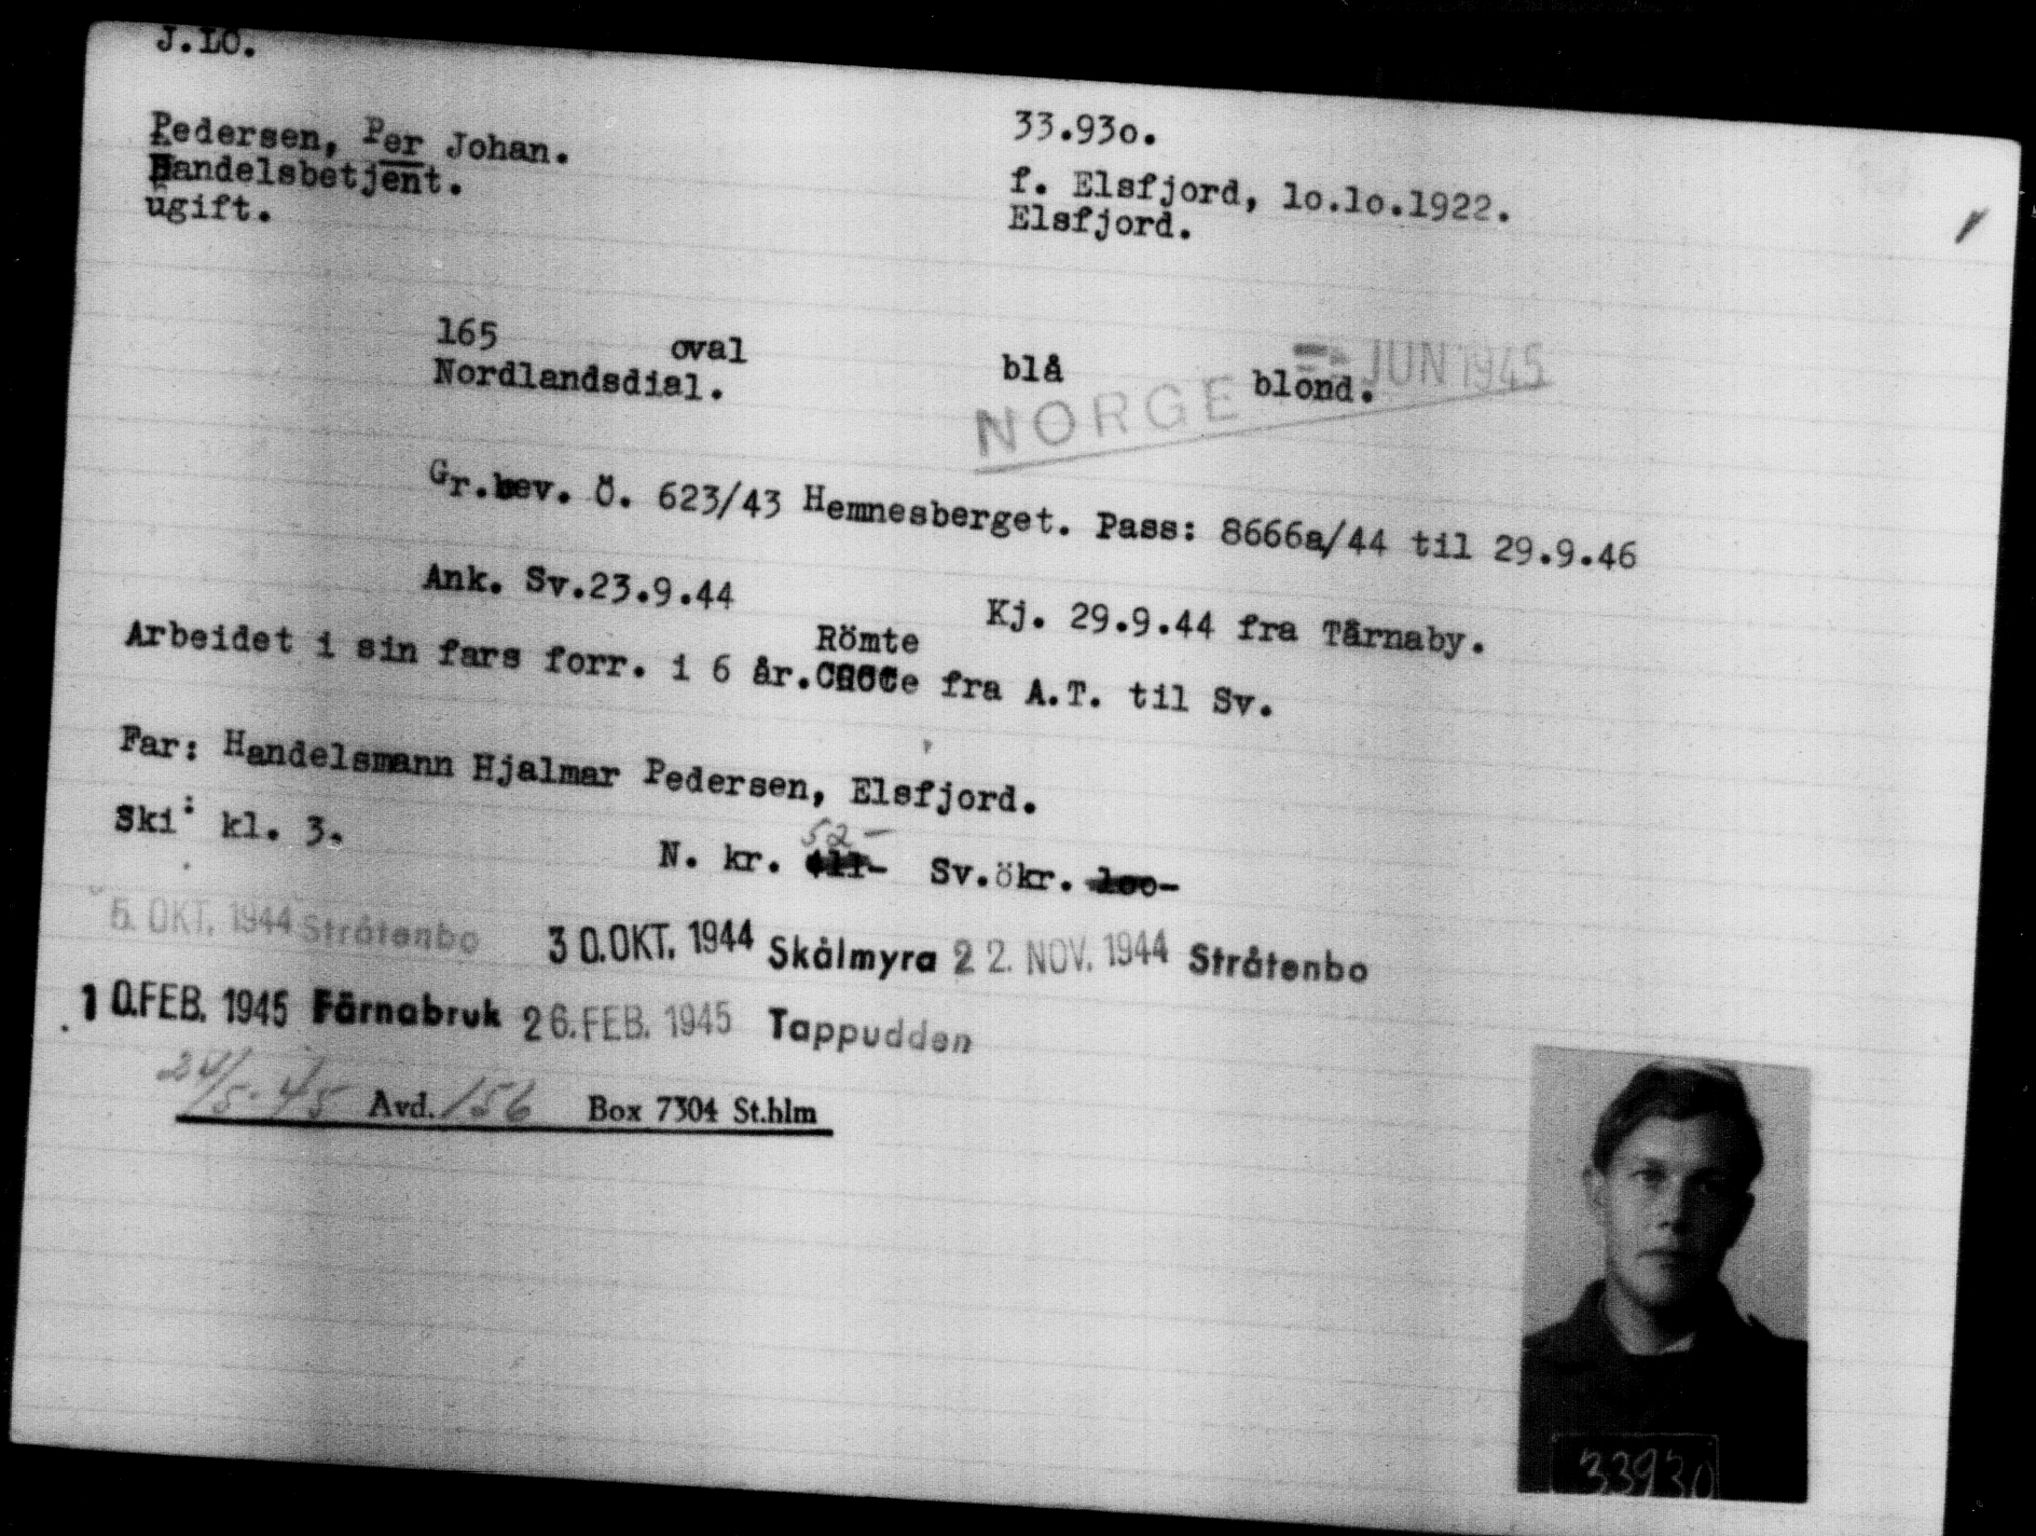 J.LO.
Pedersen, Per Johan. 33.93o.
Handelsbetjent. f. Elsfjord, lo.lo.1922.
ugift. Elsfjord.
165 oval blå blond. JUN 1945
Nordlandsdial. NORGE
Gr.bev. Ö. 623/43 Hemnesberget. Pass: 8666a/44 til 29.9.46
Ank. Sv.23.9.44 Kj. 29.9.44 fra Tärnaby.
Römte
Arbeidet i sin fars forr. i 6 år. fra A.T. til Sv.
Far: Handelsmann Hjalmar Pedersen, Elsfjord.
Ski: kl. 3. N. kr. 52- Sv.ökr. loo-
5. OKT. 1944 Stråtenbo 30.OKT. 1944 Skålmyra 22. NOV. 1944 Stråtenbo
10.FEB. 1945 Färnabruk 26.FEB. 1945 Tappudden
24/5-45 Avd. 156 Box 7304 St.hlm
33930